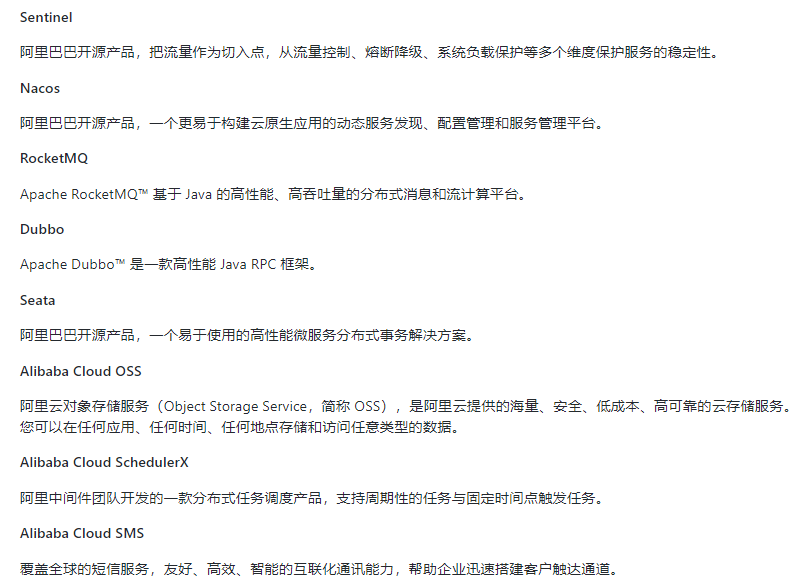 Sentinel
阿里巴巴开源产品，把流量作为切入点，从流量控制、熔断降级、系统负载保护等多个维度保护服务的稳定性。
Nacos
阿里巴巴开源产品，一个更易于构建云原生应用的动态服务发现、配置管理和服务管理平台。
RocketMQ
Apache RocketMQ™ 基于 Java 的高性能、高吞吐量的分布式消息和流计算平台。
Dubbo
Apache Dubbo™ 是一款高性能 Java RPC 框架。
Seata
阿里巴巴开源产品，一个易于使用的高性能微服务分布式事务解决方案。
Alibaba Cloud OSS
阿里云对象存储服务（Object Storage Service，简称 OSS），是阿里云提供的海量、安全、低成本、高可靠的云存储服务。
您可以在任何应用、任何时间、任何地点存储和访问任意类型的数据。
Alibaba Cloud SchedulerX
阿里中间件团队开发的一款分布式任务调度产品，支持周期性的任务与固定时间点触发任务。
Alibaba Cloud SMS
覆盖全球的短信服务，友好、高效、智能的互联化通讯能力，帮助企业迅速搭建客户触达通道。